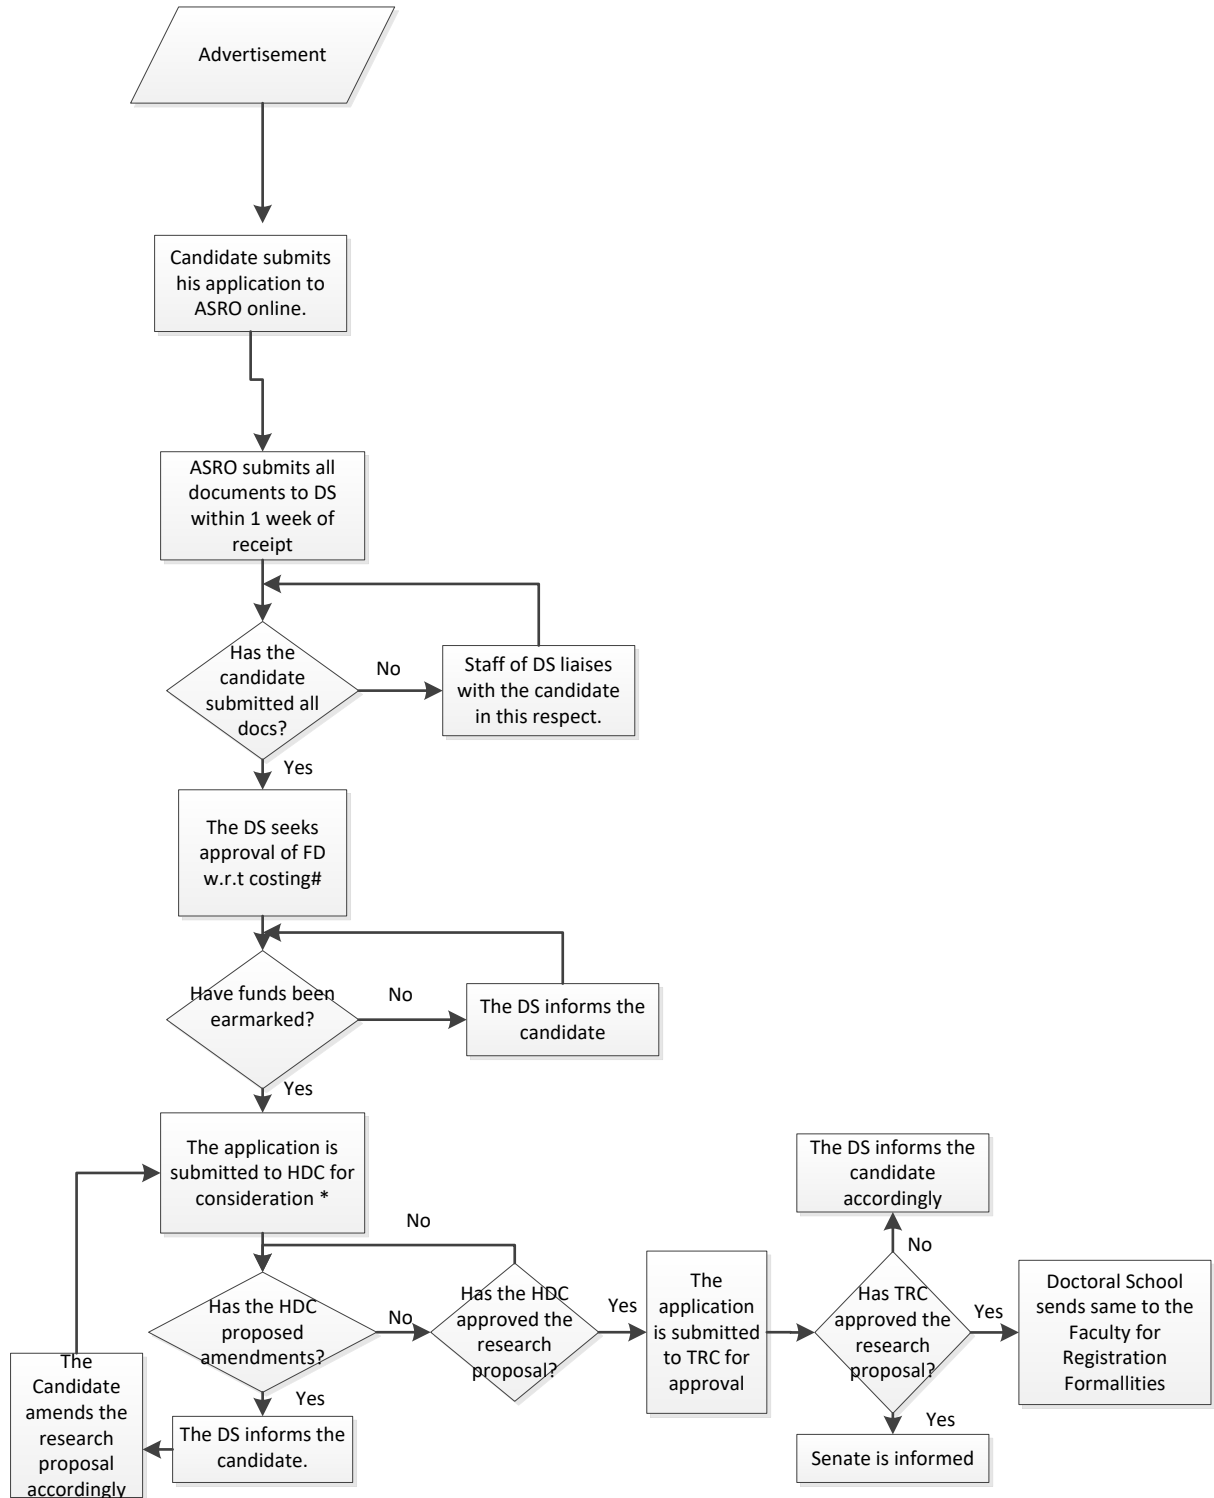 Advertisement
Candidate submits
his application to
ASRO online.
ASRO submits all
documents to DS
within 1 week of
receipt
Has the
candidate
submitted all
docs?
No
Staff of DS liaises
with the candidate
in this respect.
Yes
The DS seeks
approval of FD
w.r.t costing#
Have funds been
earmarked?
No
The DS informs the
candidate
Yes
The application is
submitted to HDC for
consideration *
Has the HDC
proposed
amendments?
Yes
The DS informs the
candidate.
The
Candidate
amends the
research
proposal
accordingly
No
Has the HDC
approved the
research
proposal?
No
Yes
The
application
is submitted
to TRC for
approval
Has TRC
approved the
research
proposal?
No
The DS informs the
candidate
accordingly
Yes
Doctoral School
sends same to the
Faculty for
Registration
Formallities
Yes
Senate is informed